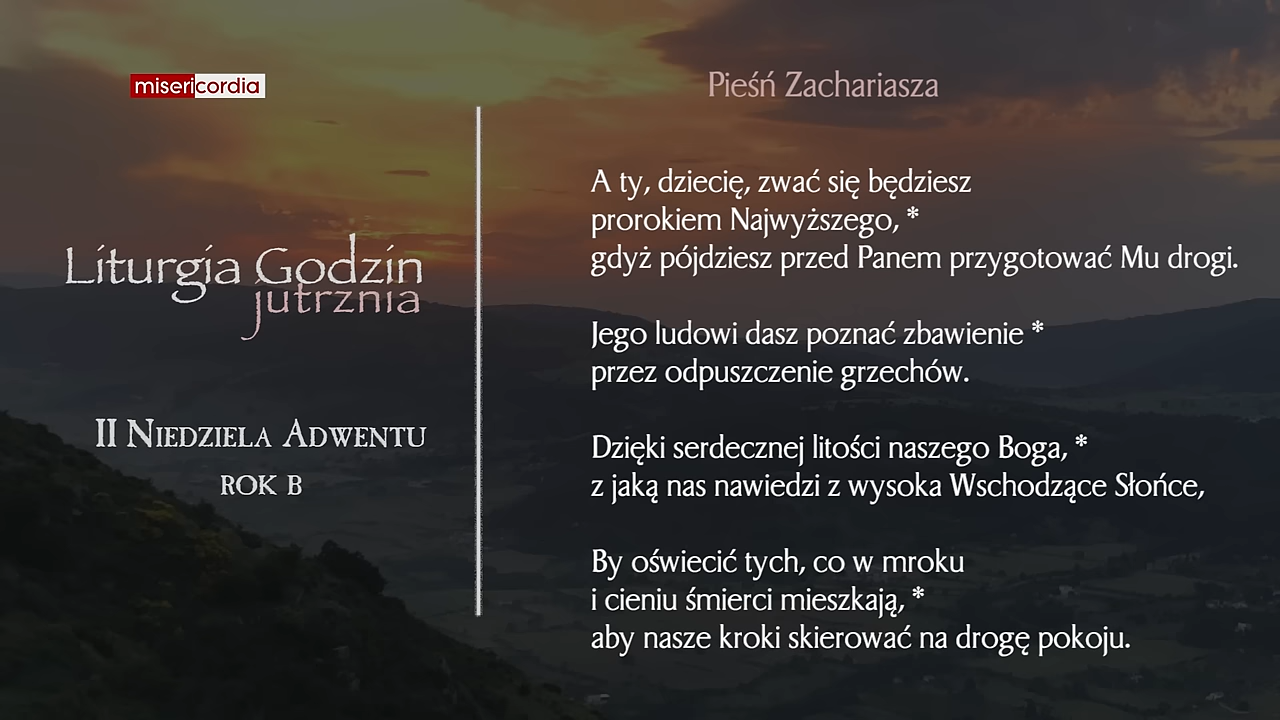 misericordia
Liturgia Godzin
jutrznia
II Niedziela Adwentu
rok B
Pieśń Zachariasza
A ty, dziecię, zwać się będziesz
prorokiem Najwyższego, *
gdyż pójdziesz przed Panem przygotować Mu drogi.
Jego ludowi dasz poznać zbawienie *
przez odpuszczenie grzechów.
Dzięki serdecznej litości naszego Boga, *
z jaką nas nawiedzi z wysoka Wschodzące Słońce,
By oświecić tych, co w mroku
i cieniu śmierci mieszkają, *
aby nasze kroki skierować na drogę pokoju.